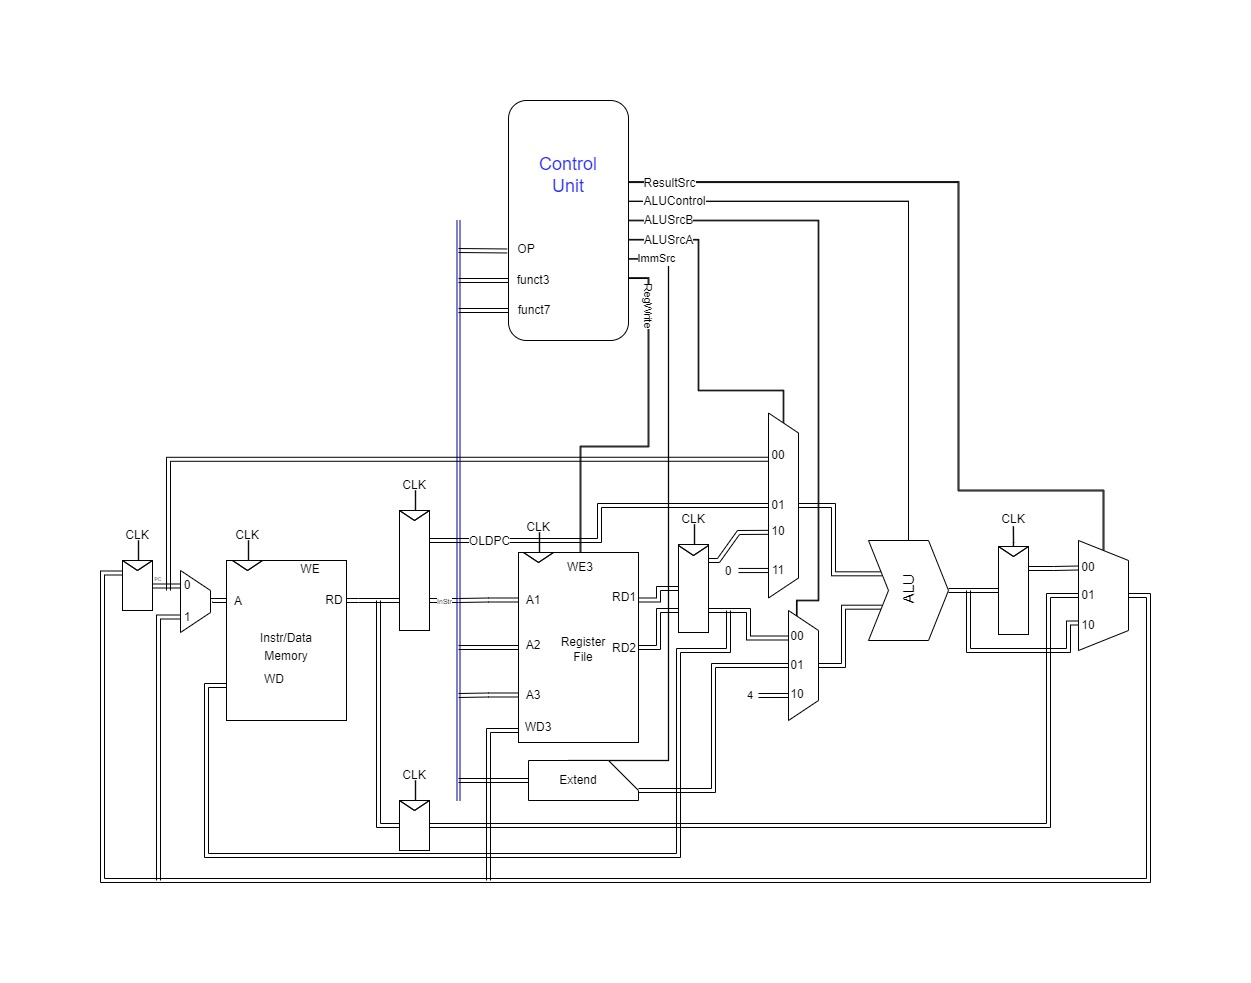 Control
Unit
ResultSrc
ALUControl
ALUSrcB
ALUSrcA
ImmSrc
RegWrite
OP
funct3
funct7
00
CLK
01
CLK
CLK
CLK
CLK
CLK
OLDPC
10
WE
WE3
0
11
00
PC
0
A
RD
InStr
A1
RD1
ALU
01
1
10
Instr/Data
Memory
WD
A2
Register
File
RD2
00
01
A3
4
10
WD3
CLK
Extend